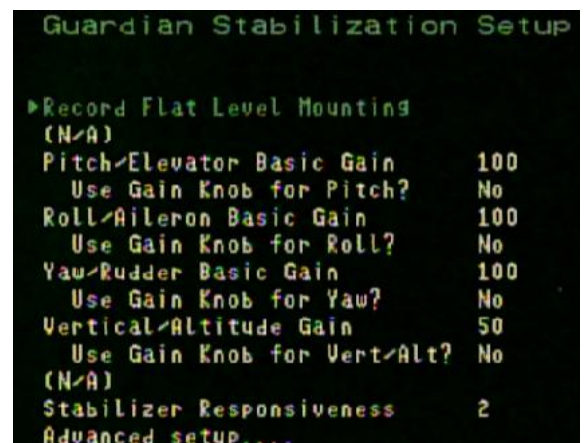 Guardian Stabilization Setup
▶Record Flat Level Mounting
(N/A)
Pitch/Elevator Basic Gain 100
Use Gain Knob for Pitch? No
Roll/Aileron Basic Gain 100
Use Gain Knob for Roll? No
Yaw/Rudder Basic Gain 100
Use Gain Knob for Yaw? No
Vertical/Altitude Gain 50
Use Gain Knob for Vert/Alt? No
(N/A)
Stabilizer Responsiveness 2
Advanced setup....